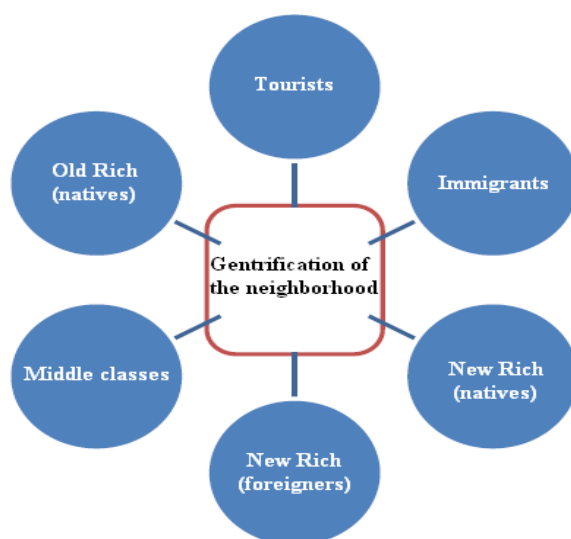 Tourists
Old Rich
(natives)
Immigrants
Gentrification of
the neighborhood
Middle classes
New Rich
(natives)
New Rich
(foreigners)